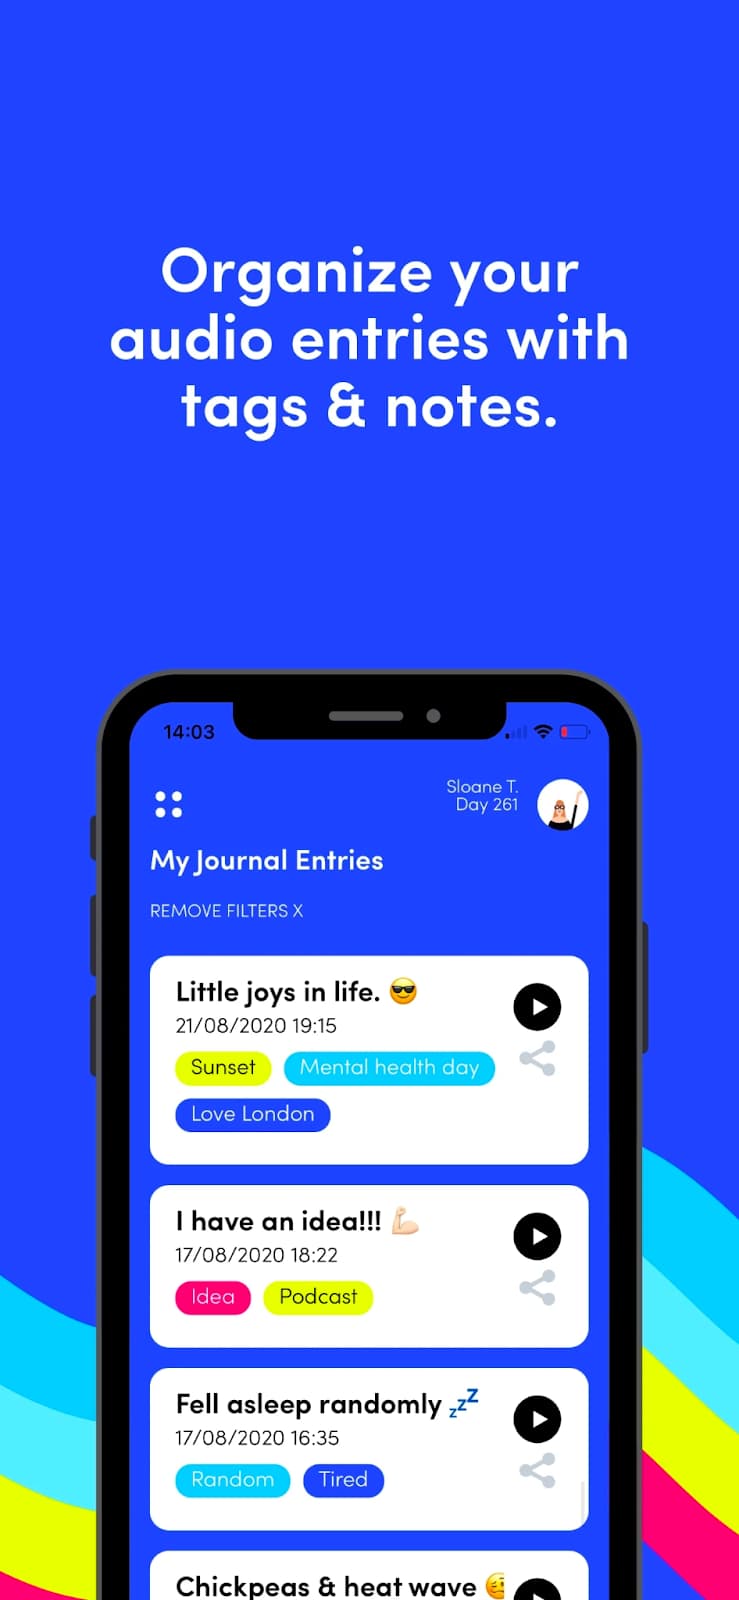 Organize your
audio entries with
tags & notes.
14:03
Sloane T.
Day 261
My Journal Entries
REMOVE FILTERS X
Little joys in life. 😎
21/08/2020 19:15
Sunset Mental health day
Love London
I have an idea!!! 💪🏻
17/08/2020 18:22
Idea Podcast
Fell asleep randomly 💤
17/08/2020 16:35
Random Tired
Chickpeas & heat wave